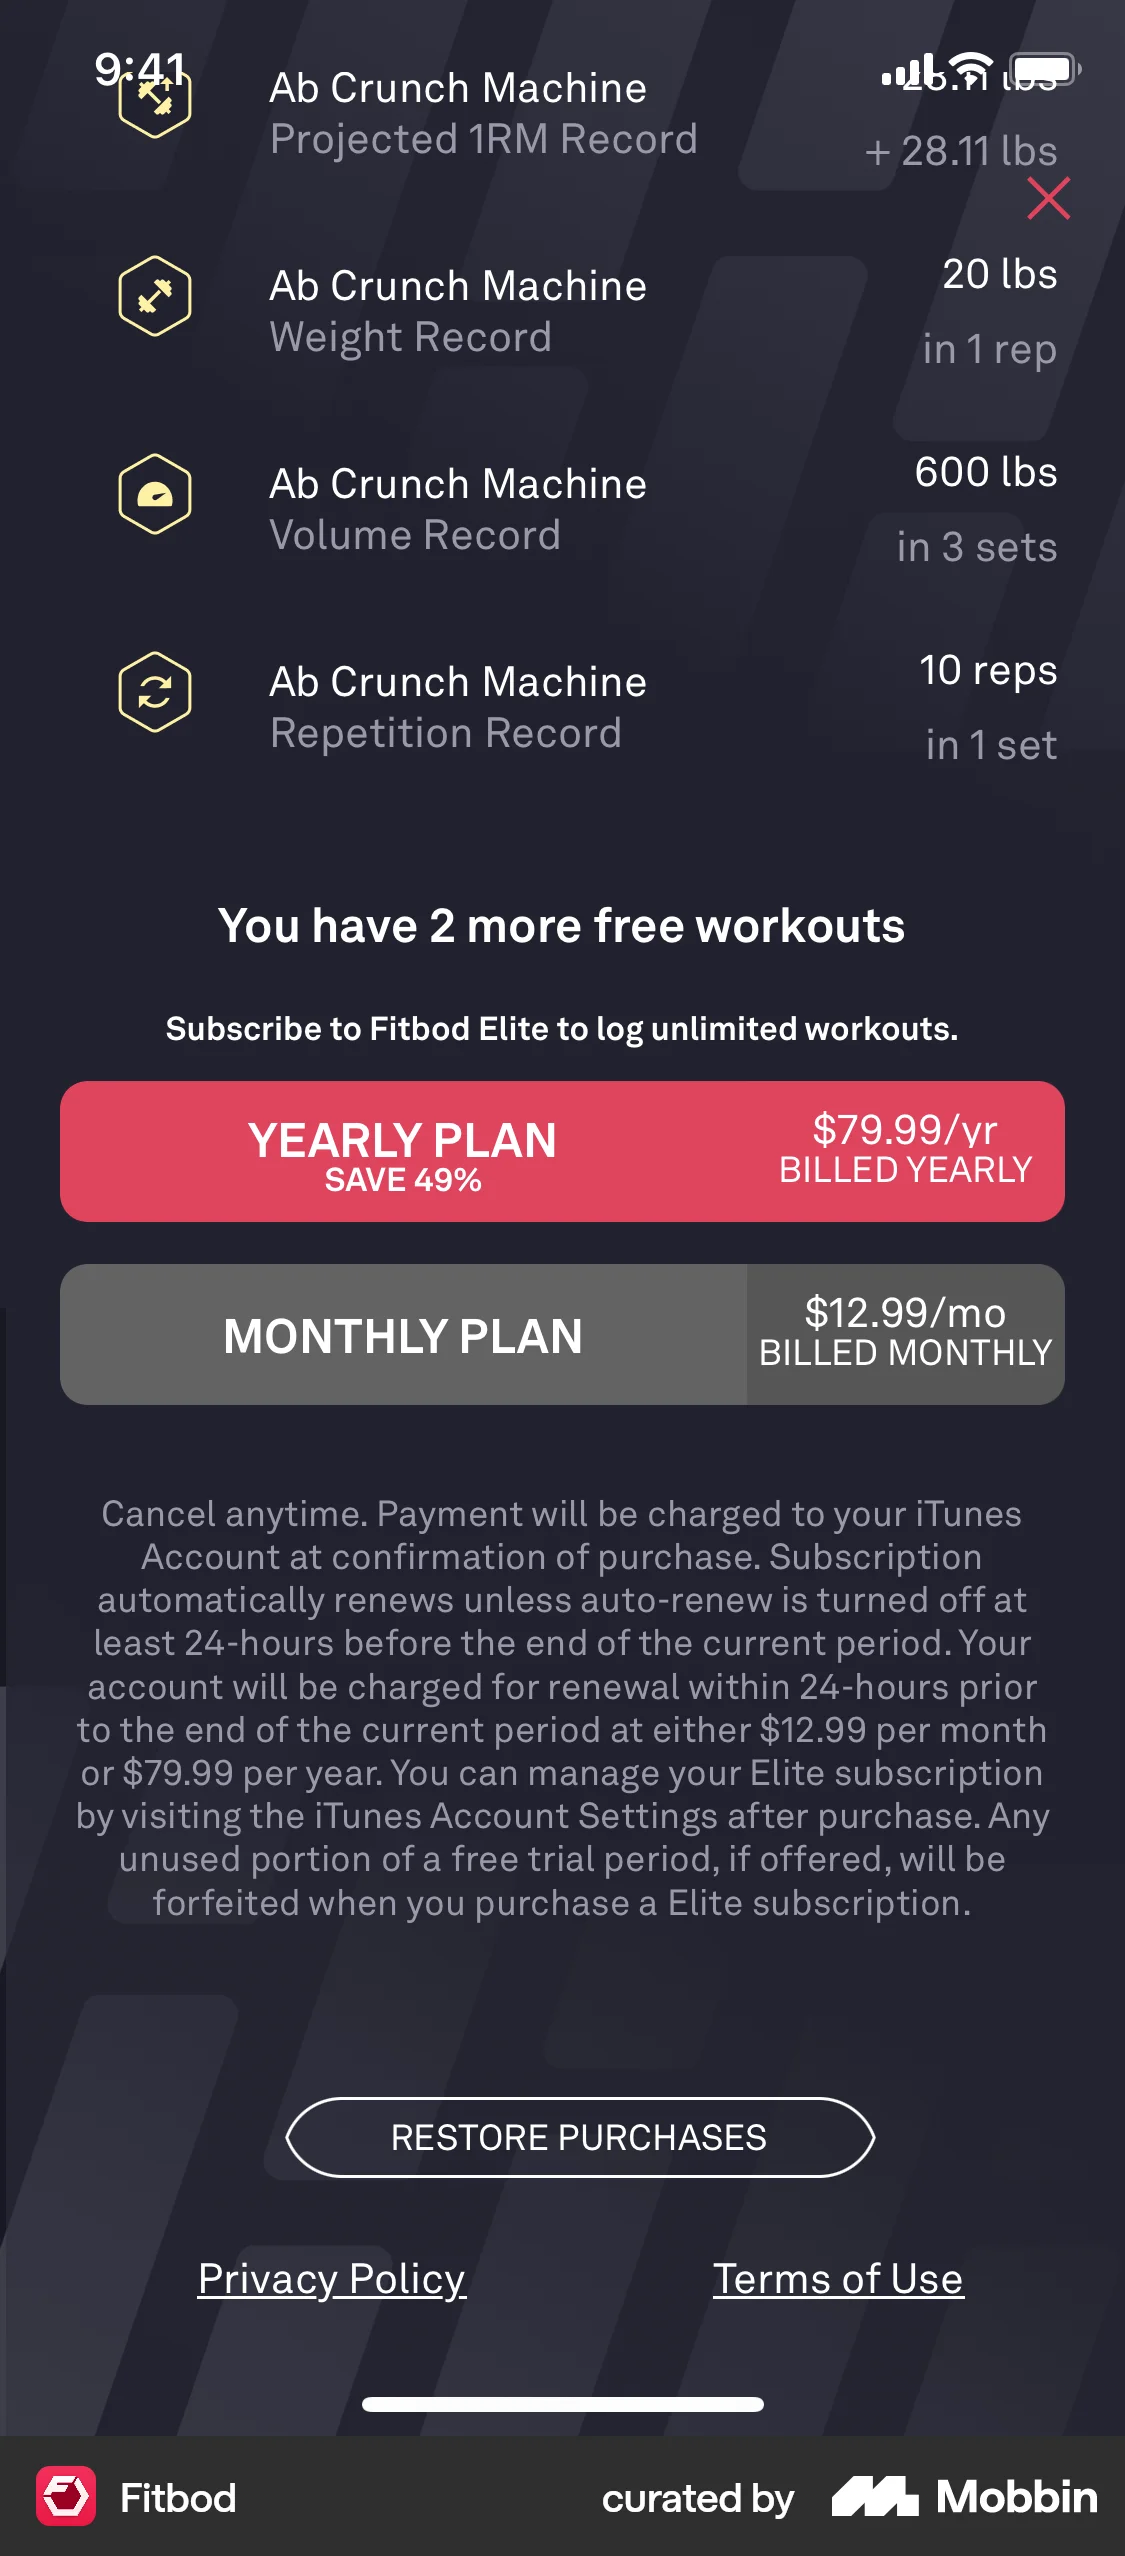 9:41
Ab Crunch Machine
Projected 1RM Record
28.11 lbs
+ 28.11 lbs
Ab Crunch Machine
Weight Record
20 lbs
in 1 rep
Ab Crunch Machine
Volume Record
600 lbs
in 3 sets
Ab Crunch Machine
Repetition Record
10 reps
in 1 set
You have 2 more free workouts
Subscribe to Fitbod Elite to log unlimited workouts.
YEARLY PLAN
SAVE 49%
$79.99/yr
BILLED YEARLY
MONTHLY PLAN
$12.99/mo
BILLED MONTHLY
Cancel anytime. Payment will be charged to your iTunes
Account at confirmation of purchase. Subscription
automatically renews unless auto-renew is turned off at
least 24-hours before the end of the current period. Your
account will be charged for renewal within 24-hours prior
to the end of the current period at either $12.99 per month
or $79.99 per year. You can manage your Elite subscription
by visiting the iTunes Account Settings after purchase. Any
unused portion of a free trial period, if offered, will be
forfeited when you purchase a Elite subscription.
RESTORE PURCHASES
Privacy Policy
Terms of Use
Fitbod
curated by Mobbin